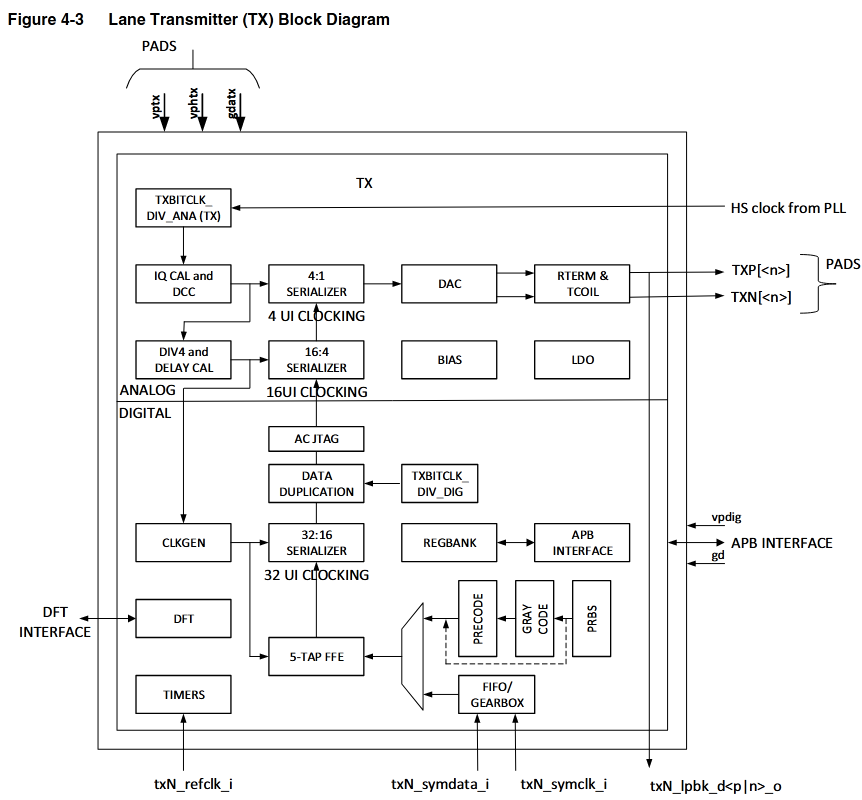 Figure 4-3 Lane Transmitter (TX) Block Diagram
PADS
vptx
vphtx
gdatx
TX
TXBITCLK_
DIV_ANA (TX)
HS clock from PLL
IQ CAL and
DCC
4:1
SERIALIZER
DAC
RTERM &
TCOIL
TXP[<n>]
TXN[<n>]
PADS
4 UI CLOCKING
DIV4 and
DELAY CAL
16:4
SERIALIZER
BIAS
LDO
ANALOG
16UI CLOCKING
DIGITAL
AC JTAG
DATA
DUPLICATION
TXBITCLK_
DIV_DIG
CLKGEN
32:16
SERIALIZER
REGBANK
APB
INTERFACE
vpdig
APB INTERFACE
gd
32 UI CLOCKING
DFT
INTERFACE
DFT
PRECODE
GRAY
CODE
PRBS
5-TAP FFE
TIMERS
FIFO/
GEARBOX
txN_refclk_i
txN_symdata_i
txN_symclk_i
txN_lpbk_d<p|n>_o